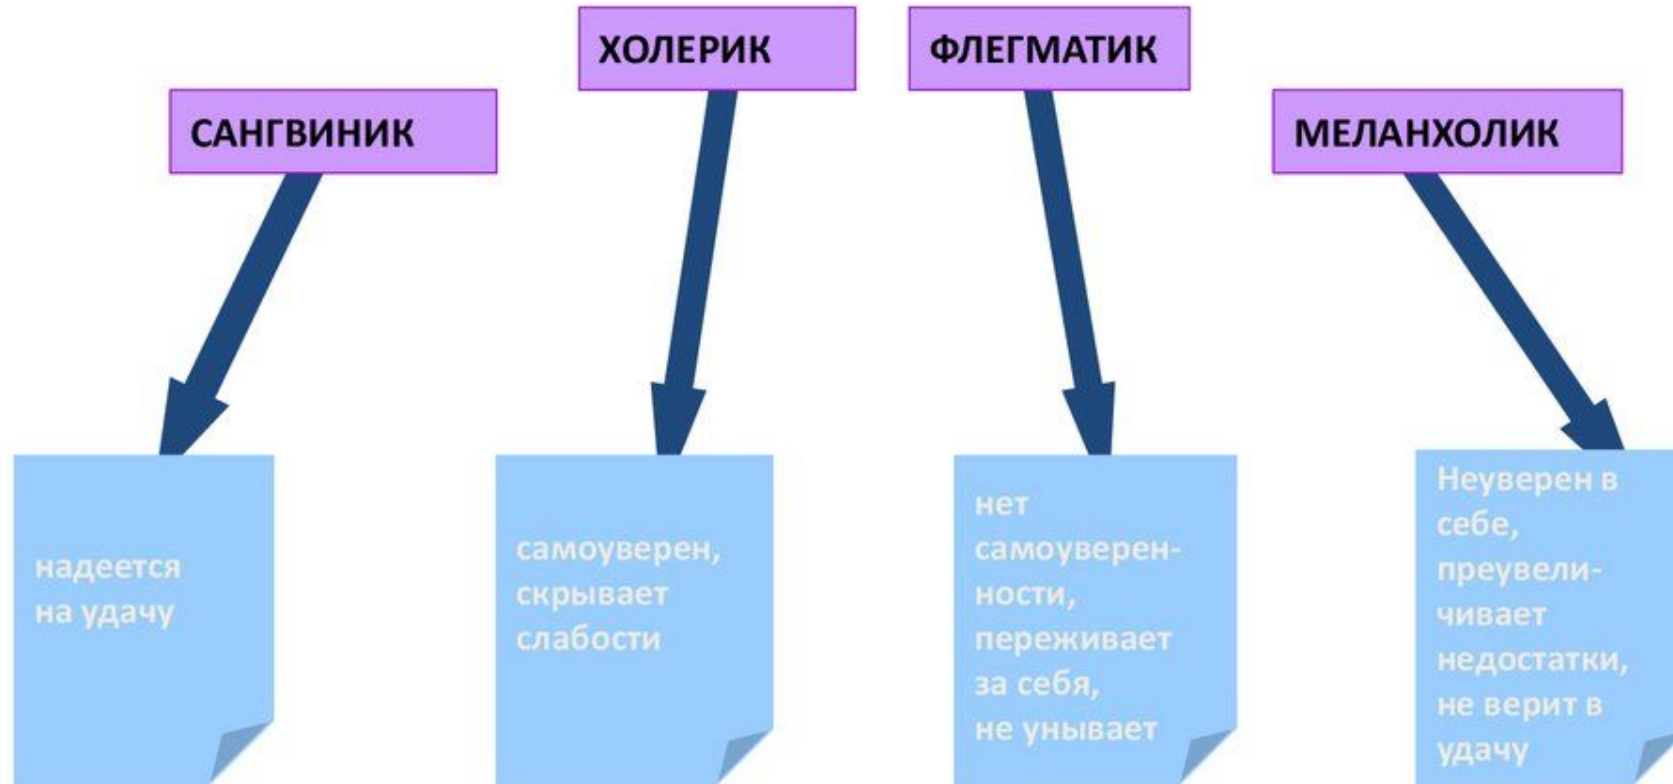 САНГВИНИК
ХОЛЕРИК
ФЛЕГМАТИК
МЕЛАНХОЛИК
надеется
на удачу
самоуверен,
скрывает
слабости
нет
самоуверен-
ности,
переживает
за себя,
не унывает
Неуверен в
себе,
преувели-
чивает
недостатки,
не верит в
удачу